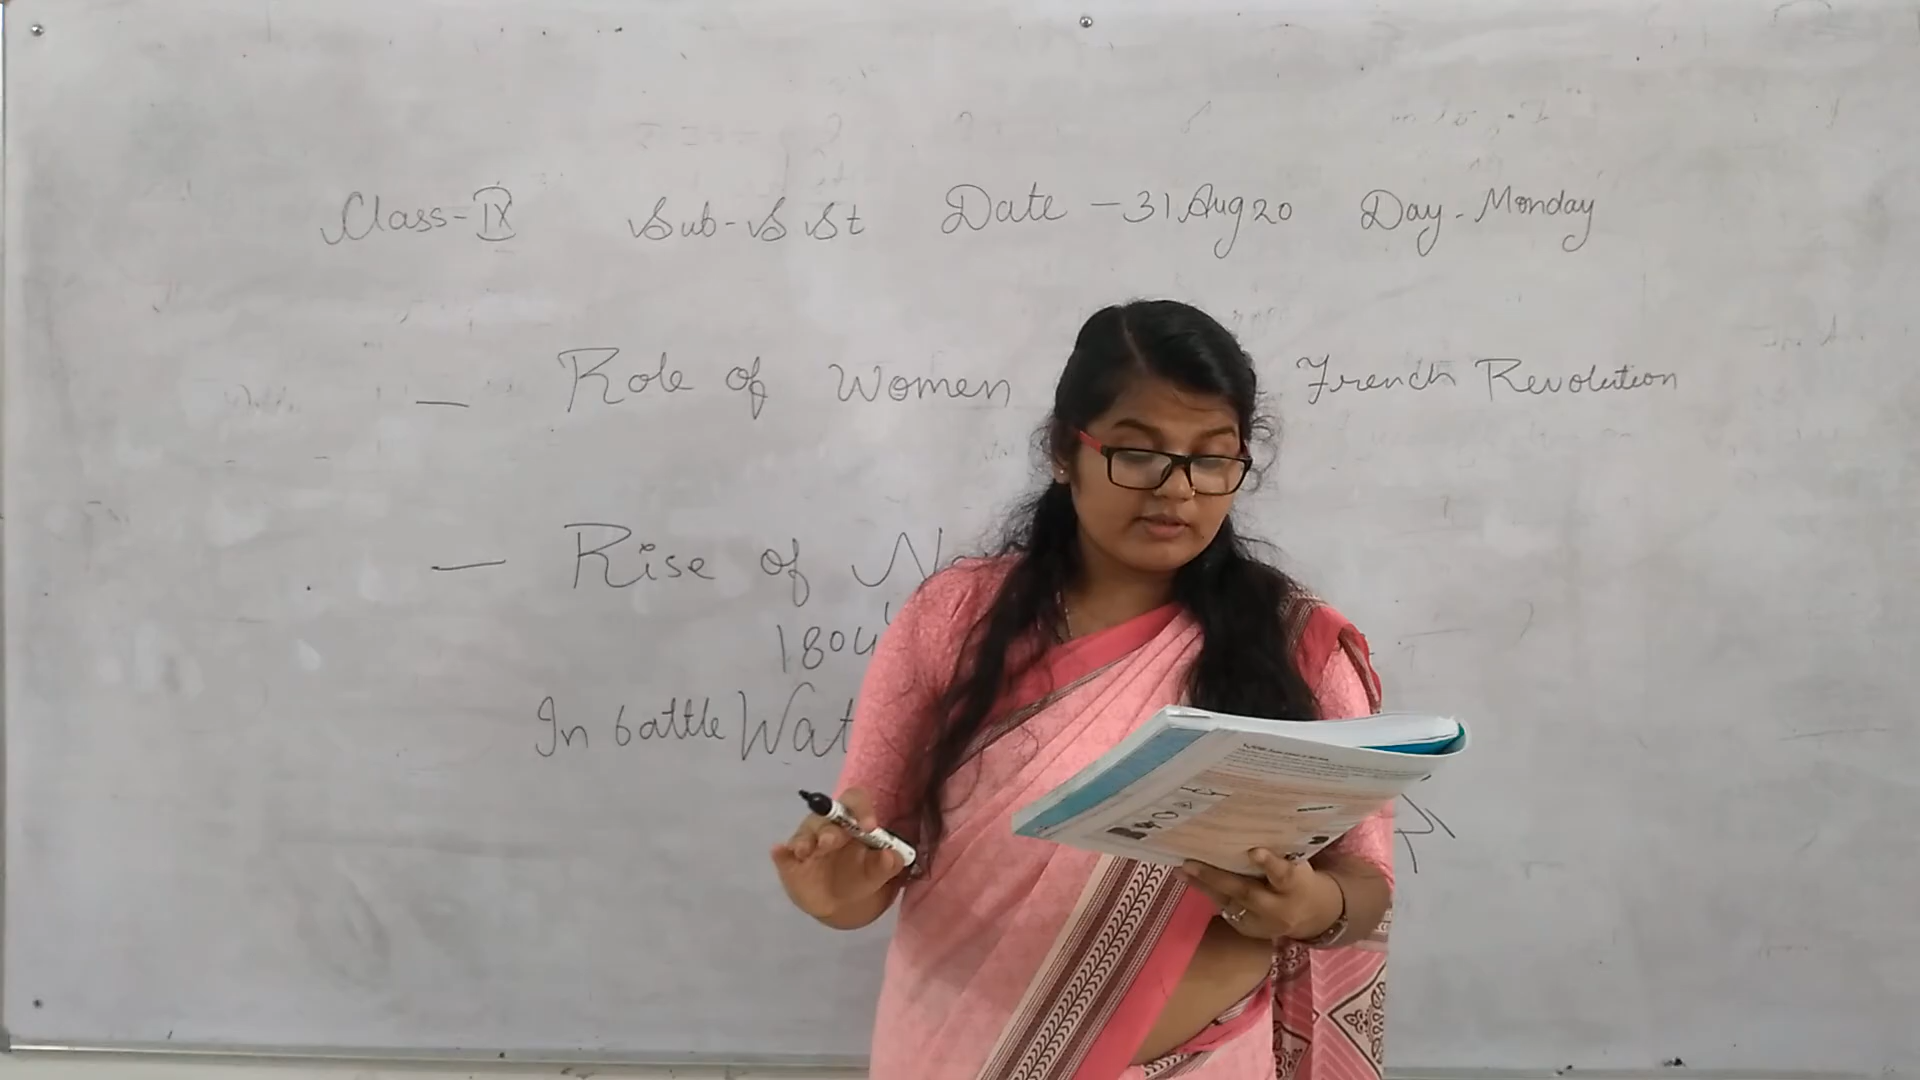 Class-IX Sub-S St Date - 31 Aug 20 Day - Monday
— Role of Women French Revolution
— Rise of
1804
In battle